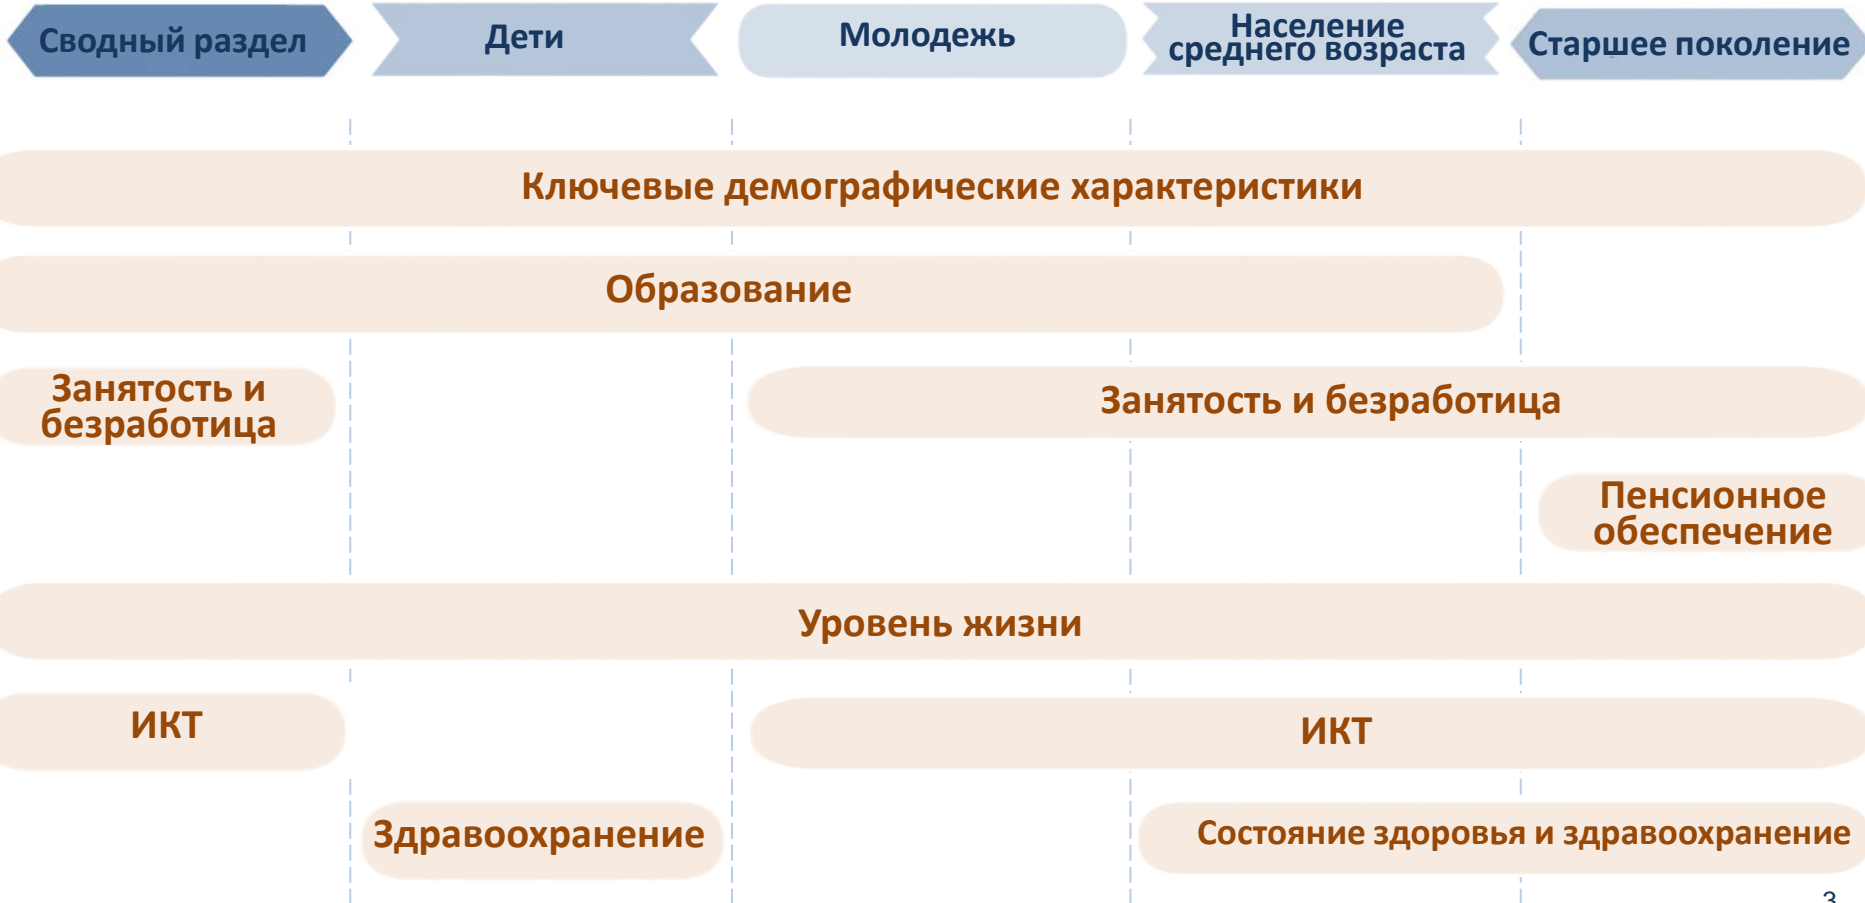 Сводный раздел
Дети
Молодежь
Население
среднего возраста
Старшее поколение
Ключевые демографические характеристики
Образование
Занятость и
безработица
Занятость и безработица
Пенсионное
обеспечение
Уровень жизни
ИКТ
ИКТ
Здравоохранение
Состояние здоровья и здравоохранение
3